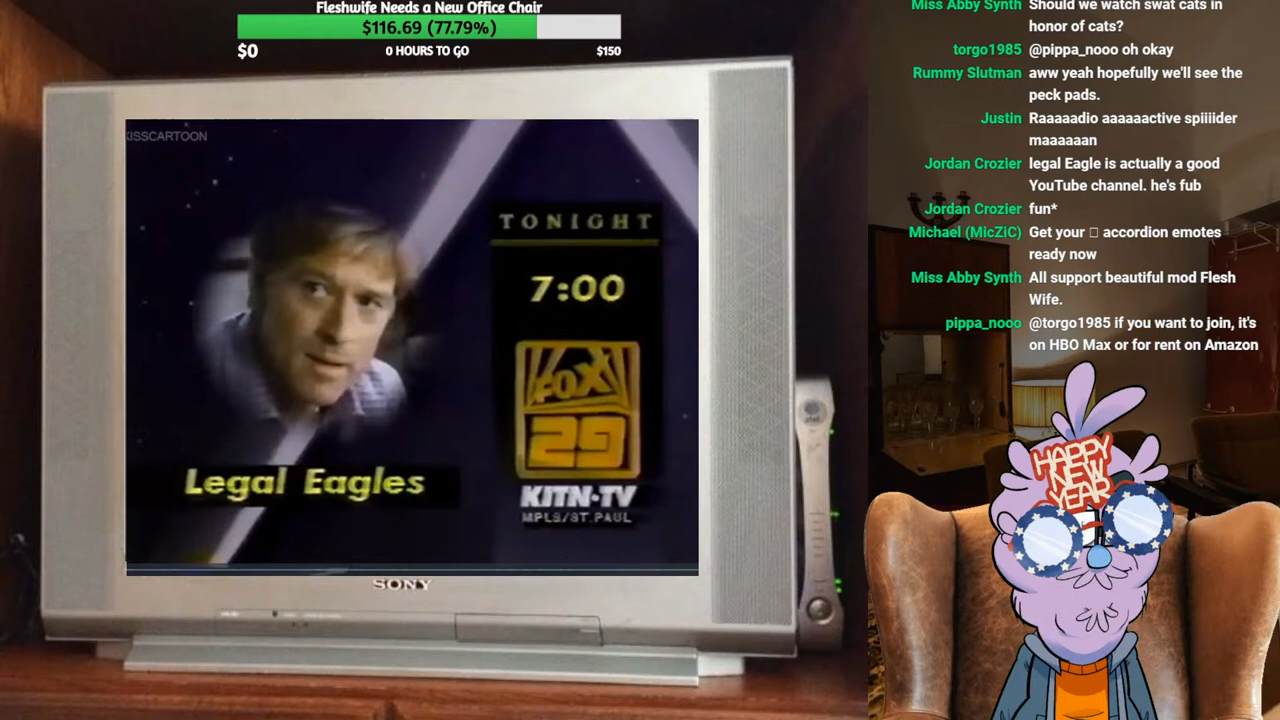 Fleshwife Needs a New Office Chair
$116.69 (77.79%)
$0
0 HOURS TO GO
$150
KISSCARTOON
TONIGHT
7:00
FOX
29
KITN-TV
MPLS/ST.PAUL
Legal Eagles
SONY
Miss Abby Synth Should we watch swat cats in
honor of cats?
torgo1985 @pippa_nooo oh okay
Rummy Slutman aww yeah hopefully we'll see the
peck pads.
Justin Raaaaadio aaaaaactive spiiiider
maaaaaan
Jordan Crozier legal Eagle is actually a good
YouTube channel. he's fub
Jordan Crozier fun*
Michael (MicZiC) Get your □ accordion emotes
ready now
Miss Abby Synth All support beautiful mod Flesh
Wife.
pippa_nooo @torgo1985 if you want to join, it's
on HBO Max or for rent on Amazon
HAPPY
NEW
YEAR